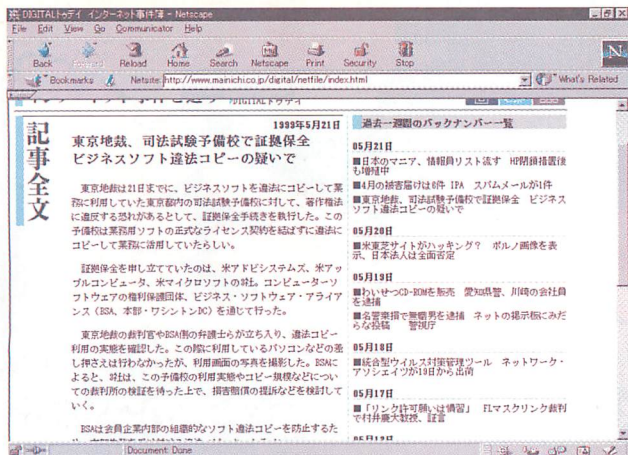 DIGITALトゥデイ インターネット事件簿 - Netscape
File Edit View Go Communicator Help
Back Forward Reload Home Search Netscape Print Security Stop
N
Bookmarks Netsite: http://www.mainichi.co.jp/digital/netfile/index.html What's Related
記事全文
1999年5月21日
東京地裁、司法試験予備校で証拠保全
ビジネスソフト違法コピーの疑いで
東京地裁は21日までに、ビジネスソフトを違法にコピーして業
務に利用していた東京都内の司法試験予備校に対して、著作権法
に違反する恐れがあるとして、証拠保全手続きを執行した。この
予備校は業務用ソフトの正式なライセンス契約を結ばずに違法に
コピーして業務に活用していたらしい。
証拠保全を申し立てていたのは、米アドビシステムズ、米アッ
プルコンピュータ、米マイクロソフトの3社。コンピューターソ
フトウェアの権利保護団体、ビジネス・ソフトウェア・アライア
ンス（BSA、本部・ワシントンDC）を通じて行った。
東京地裁の裁判官やBSA側の弁護士らが立ち入り、違法コピー
利用の実態を確認した。この際に利用しているパソコンなどの差
し押さえは行わなかったが、利用画面の写真を撮影した。BSAに
よると、3社は、この予備校の利用実態やコピー規模などについ
ての裁判所の検証を待った上で、損害賠償の提訴などを検討して
いく。
BSAは会員企業内部の組織的なソフト違法コピーを防止するた
過去一週間のバックナンバー一覧
05月21日
■日本のマニア、情報員リスト流す HP閉鎖措置後
も増殖中
■4月の被害届けは6件 IPA スパムメールが1件
■東京地裁、司法試験予備校で証拠保全 ビジネス
ソフト違法コピーの疑いで
05月20日
■米東芝サイトがハッキング？ ポルノ画像を表
示、日本法人は全面否定
05月19日
■わいせつCD-ROMを販売 愛知県警、川崎の会社員
を逮捕
■名誉棄損で無職男を逮捕 ネットの掲示板にみだ
らな投稿 警視庁
05月18日
■統合型ウイルス対策管理ツール ネットワーク・
アソシエイツが19日から出荷
05月17日
■「リンク許可願いは慣習」 FLマスクリンク裁判
で村井慶大教授、証言
Document: Done